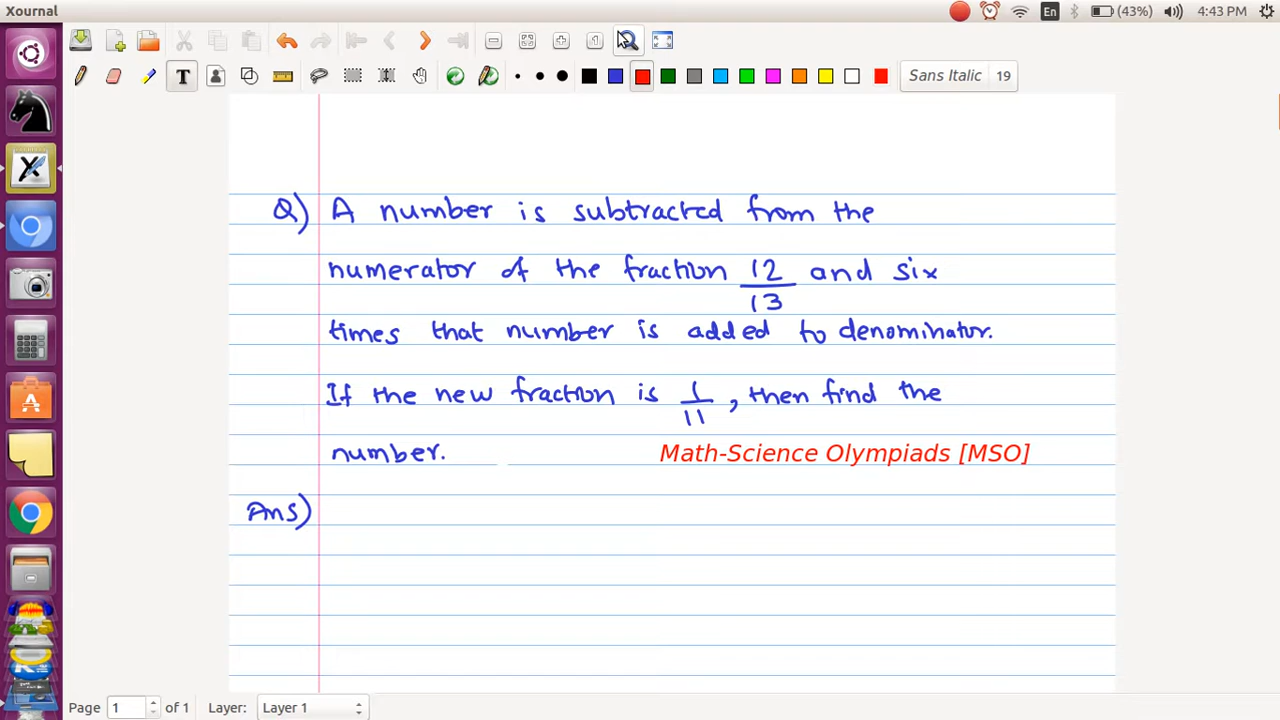 Xournal
En
(43%)
4:43 PM
T
Sans Italic 19
Q) A number is subtracted from the
numerator of the fraction 12/13 and six
times that number is added to denominator.
If the new fraction is 1/11, then find the
number.
Math-Science Olympiads [MSO]
Ans)
Page 1 of 1 Layer: Layer 1